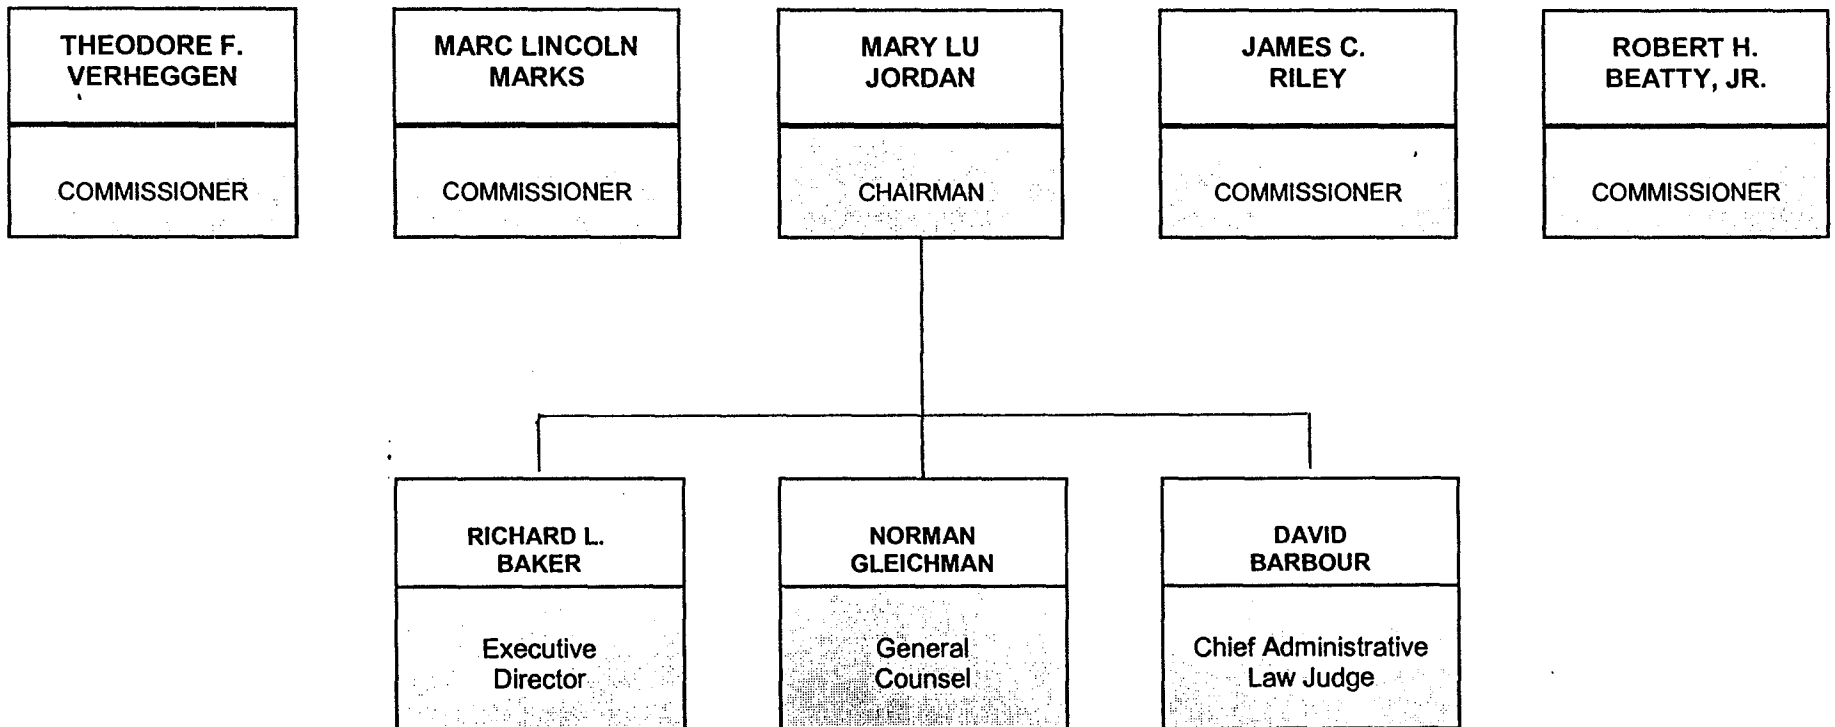 THEODORE F.
VERHEGGEN
COMMISSIONER
MARC LINCOLN
MARKS
COMMISSIONER
MARY LU
JORDAN
CHAIRMAN
JAMES C.
RILEY
COMMISSIONER
ROBERT H.
BEATTY, JR.
COMMISSIONER
RICHARD L.
BAKER
Executive
Director
NORMAN
GLEICHMAN
General
Counsel
DAVID
BARBOUR
Chief Administrative
Law Judge